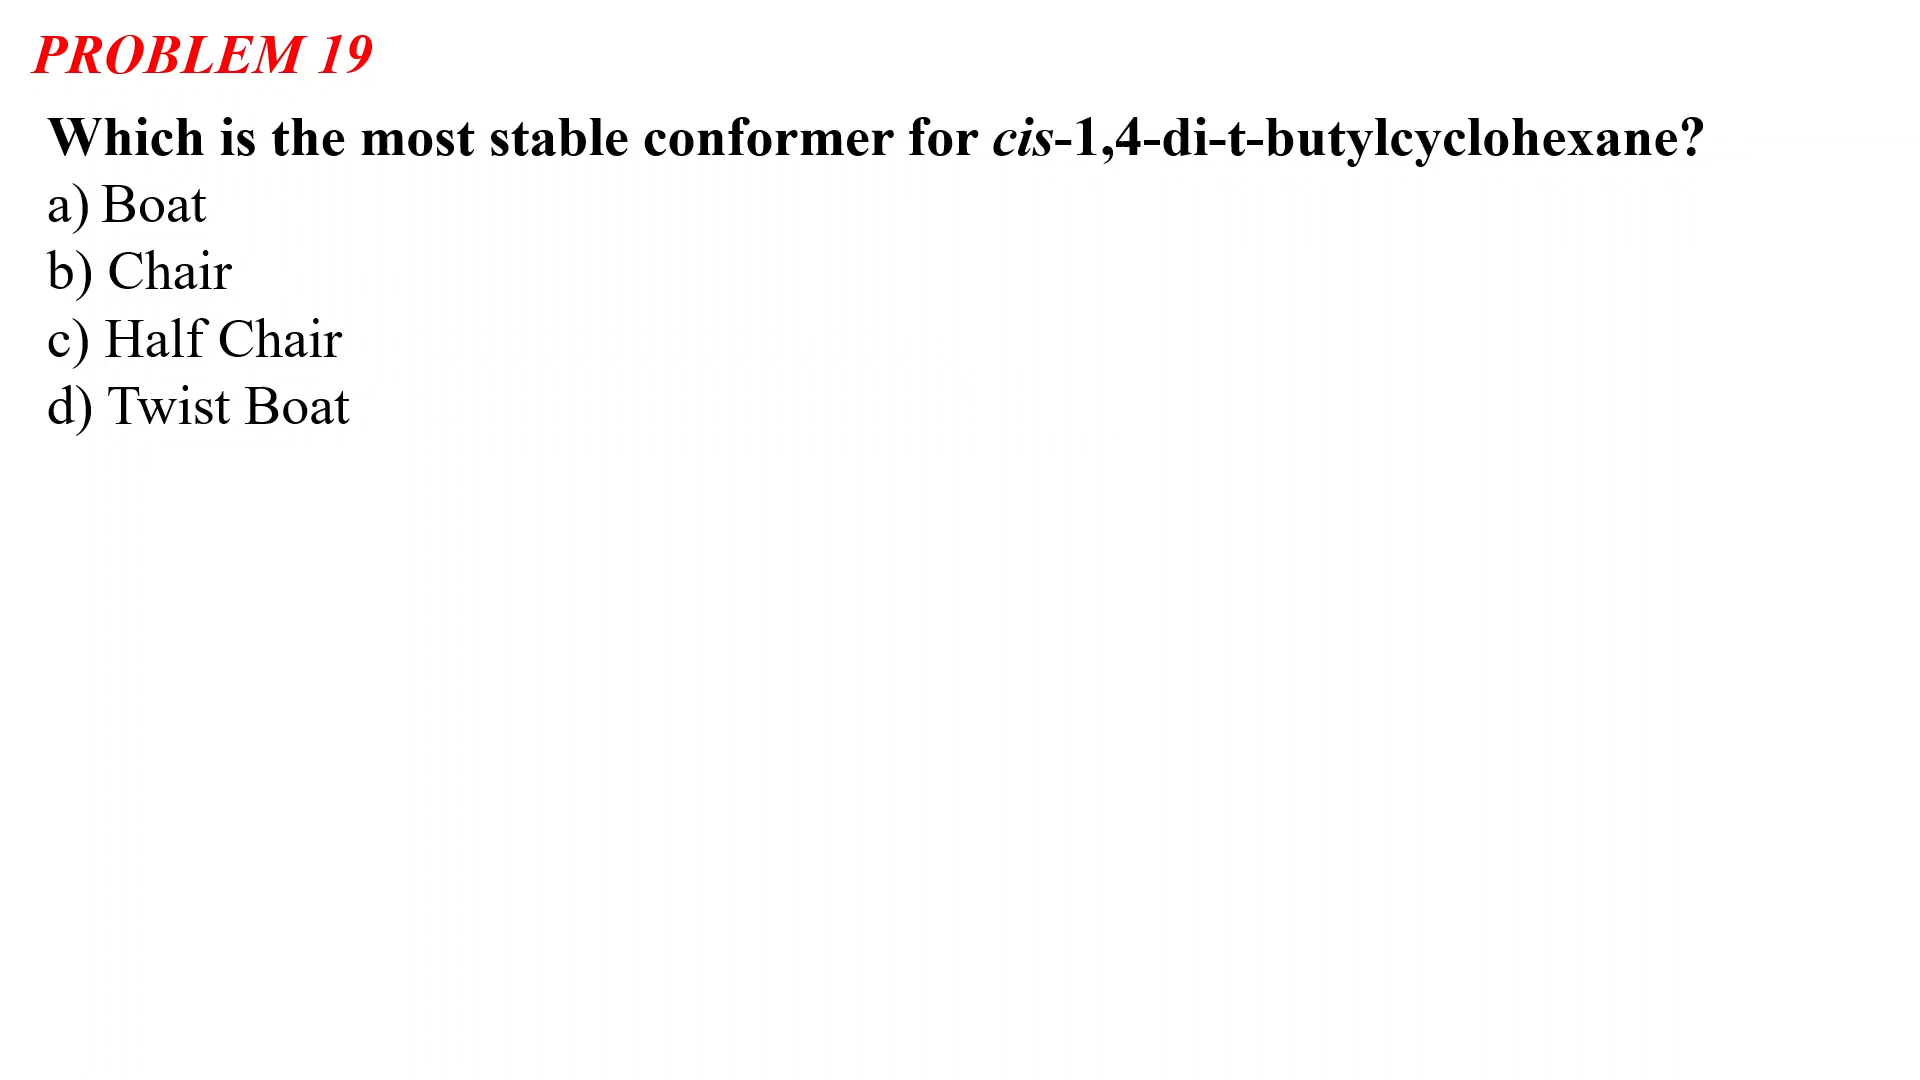 PROBLEM 19
Which is the most stable conformer for cis-1,4-di-t-butylcyclohexane?
a) Boat
b) Chair
c) Half Chair
d) Twist Boat